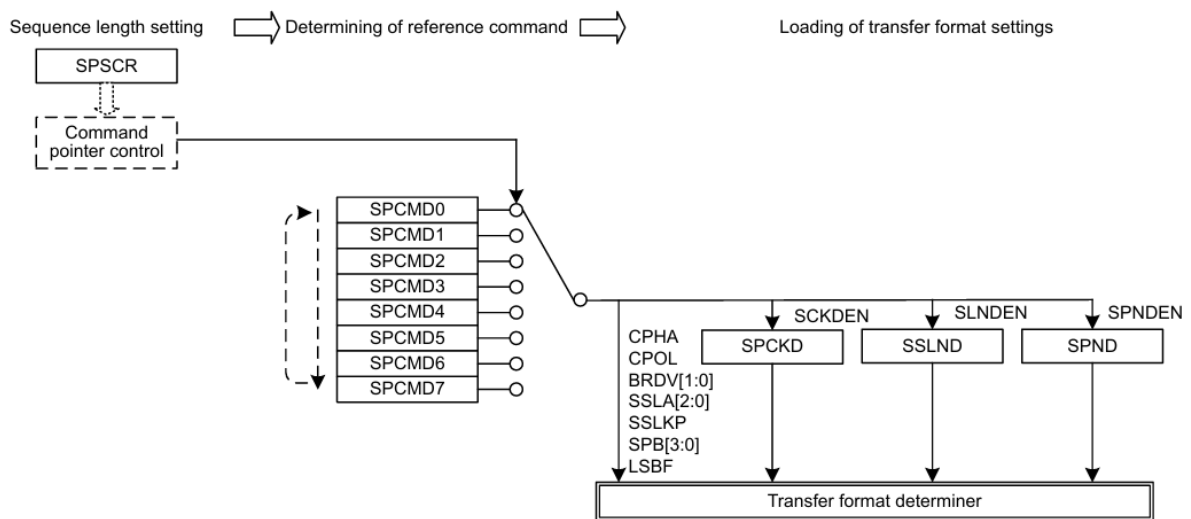 Sequence length setting
Determining of reference command
Loading of transfer format settings
SPSCR
Command
pointer control
SPCMD0
SPCMD1
SPCMD2
SPCMD3
SPCMD4
SPCMD5
SPCMD6
SPCMD7
CPHA
CPOL
BRDV[1:0]
SSLA[2:0]
SSLKP
SPB[3:0]
LSBF
SCKDEN
SPCKD
SLNDEN
SSLND
SPNDEN
SPND
Transfer format determiner